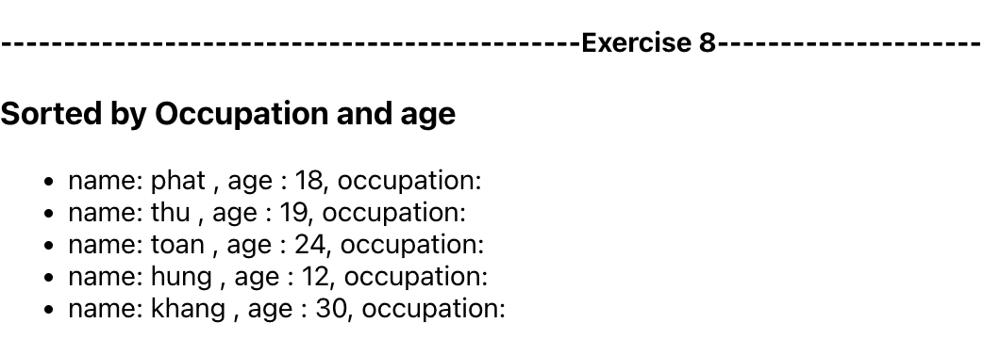 ----------------------------------------------Exercise 8---------------------
Sorted by Occupation and age
• name: phat , age : 18, occupation:
• name: thu , age : 19, occupation:
• name: toan , age : 24, occupation:
• name: hung , age : 12, occupation:
• name: khang , age : 30, occupation: